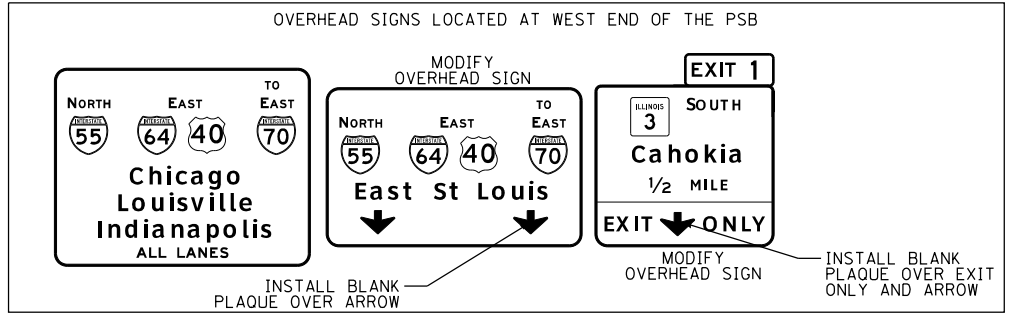 OVERHEAD SIGNS LOCATED AT WEST END OF THE PSB
NORTH EAST TO EAST
INTERSTATE 55 INTERSTATE 64 40 INTERSTATE 70
Chicago
Louisville
Indianapolis
ALL LANES
MODIFY
OVERHEAD SIGN
NORTH EAST TO EAST
INTERSTATE 55 INTERSTATE 64 40 INTERSTATE 70
East St Louis
INSTALL BLANK
PLAQUE OVER ARROW
EXIT 1
ILLINOIS 3 SOUTH
Cahokia
1/2 MILE
EXIT ONLY
MODIFY
OVERHEAD SIGN
INSTALL BLANK
PLAQUE OVER EXIT
ONLY AND ARROW